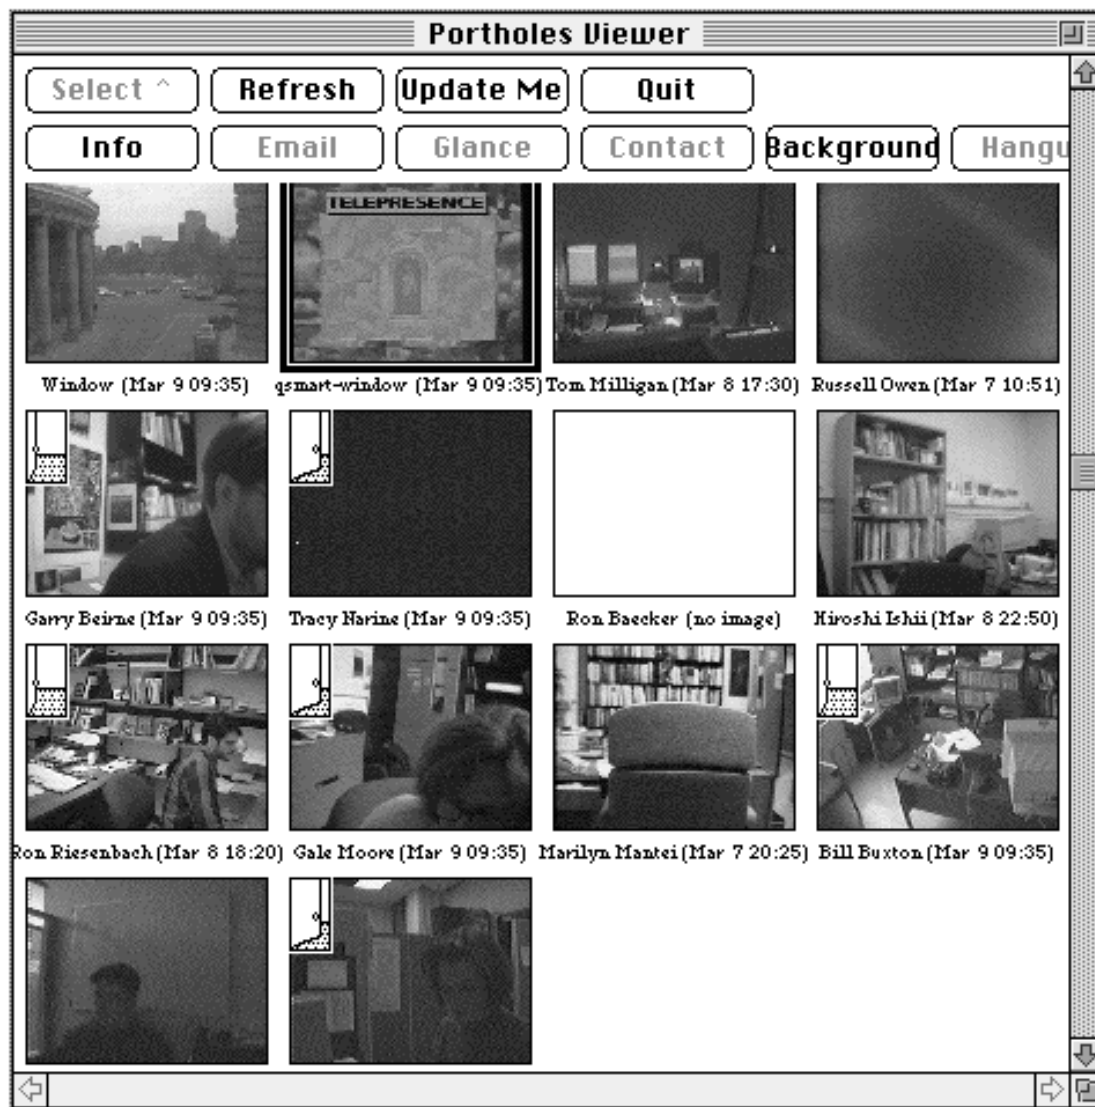 Portholes Viewer
Select ^ Refresh Update Me Quit
Info Email Glance Contact Background Hangu
TELEPRESENCE
Window (Mar 9 09:35) qsmart-window (Mar 9 09:35) Tom Milligan (Mar 8 17:30) Russell Owen (Mar 7 10:51)
Garry Beirne (Mar 9 09:35) Tracy Narine (Mar 9 09:35) Ron Baecker (no image) Hiroshi Ishii (Mar 8 22:50)
Ron Riesenbach (Mar 8 18:20) Gale Moore (Mar 9 09:35) Marilyn Mantei (Mar 7 20:25) Bill Buxton (Mar 9 09:35)